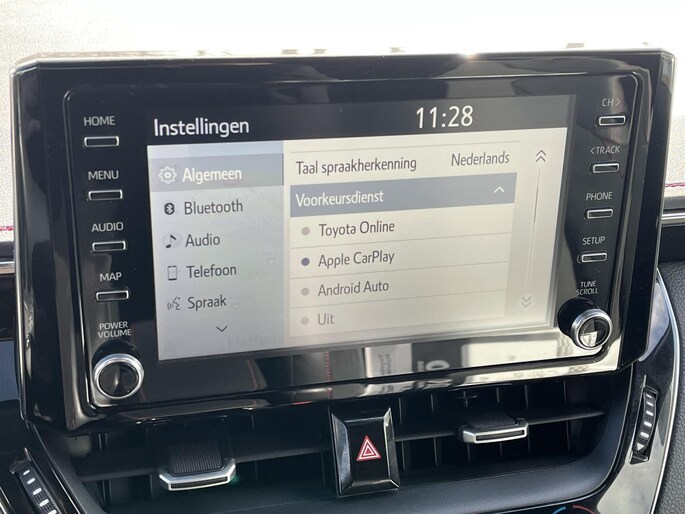 HOME
MENU
AUDIO
MAP
POWER
VOLUME
Instellingen 11:28
Algemeen
Bluetooth
Audio
Telefoon
Spraak
Taal spraakherkenning Nederlands
Voorkeursdienst
Toyota Online
Apple CarPlay
Android Auto
Uit
CH >
< TRACK
PHONE
SETUP
TUNE
SCROLL